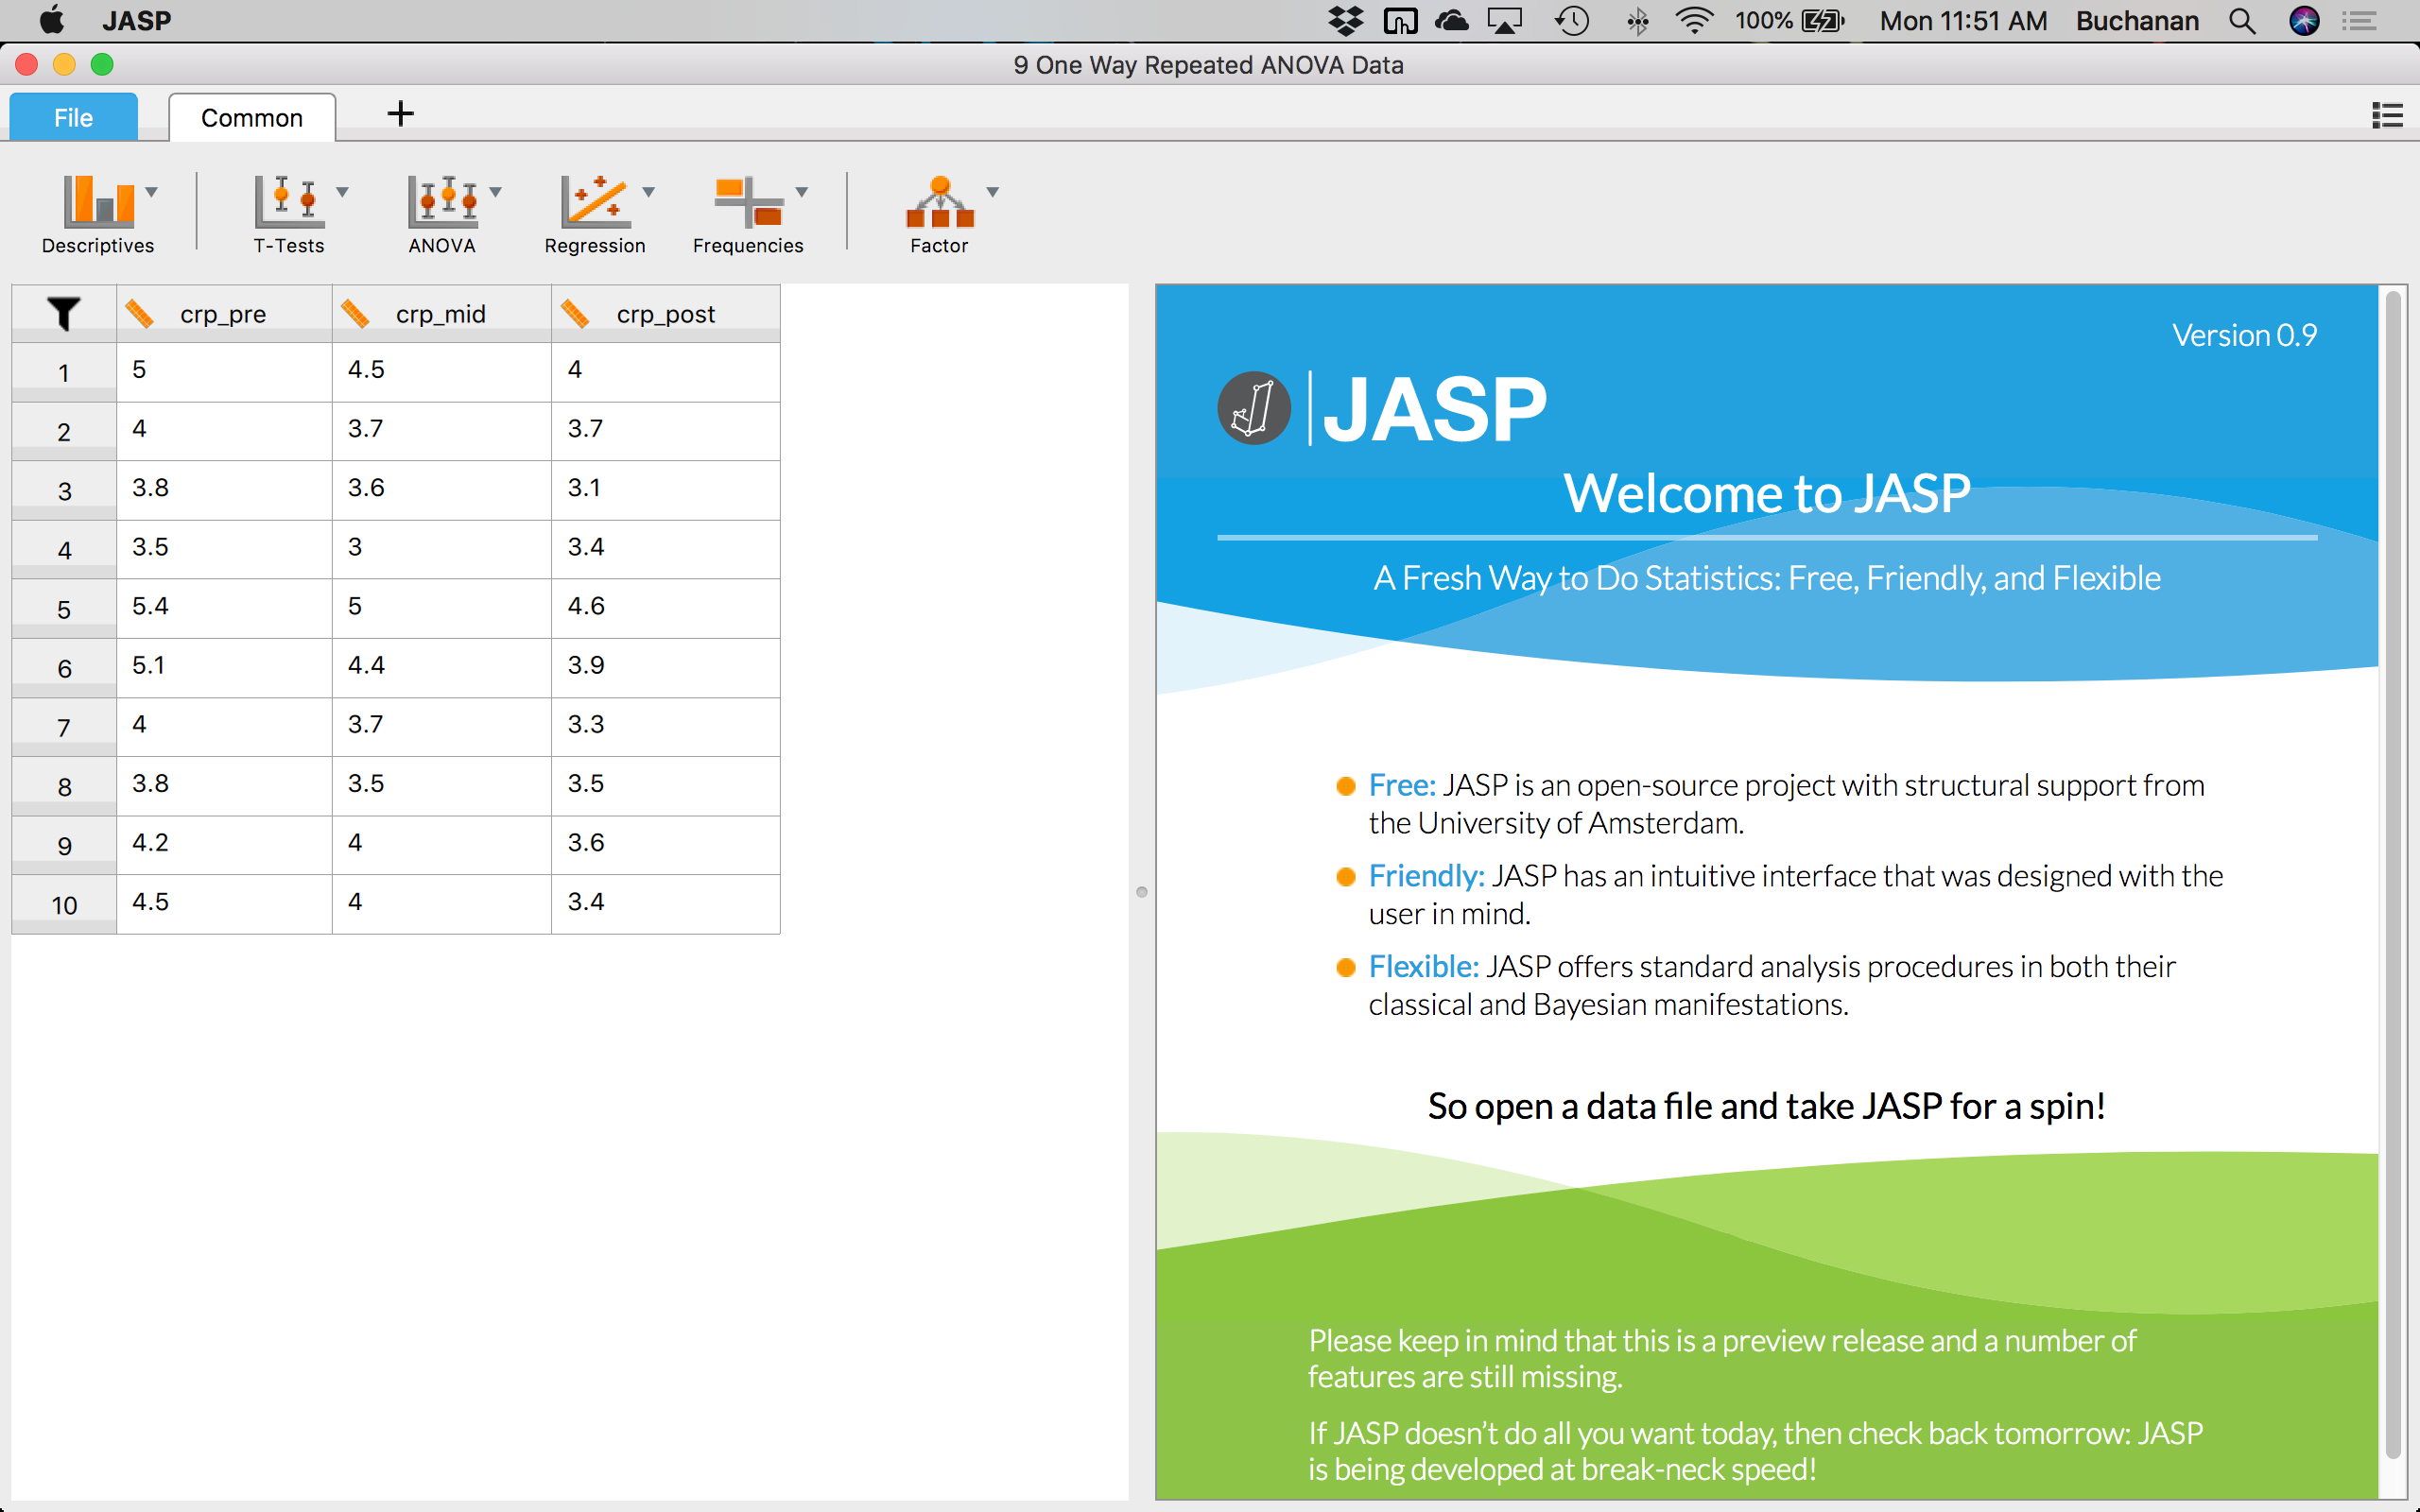 JASP
100%
Mon 11:51 AM
Buchanan
9 One Way Repeated ANOVA Data
File
Common
+
Descriptives
T-Tests
ANOVA
Regression
Frequencies
Factor
crp_pre crp_mid crp_post
1 5 4.5 4
2 4 3.7 3.7
3 3.8 3.6 3.1
4 3.5 3 3.4
5 5.4 5 4.6
6 5.1 4.4 3.9
7 4 3.7 3.3
8 3.8 3.5 3.5
9 4.2 4 3.6
10 4.5 4 3.4
Version 0.9
JASP
Welcome to JASP
A Fresh Way to Do Statistics: Free, Friendly, and Flexible
Free: JASP is an open-source project with structural support from
the University of Amsterdam.
Friendly: JASP has an intuitive interface that was designed with the
user in mind.
Flexible: JASP offers standard analysis procedures in both their
classical and Bayesian manifestations.
So open a data file and take JASP for a spin!
Please keep in mind that this is a preview release and a number of
features are still missing.
If JASP doesn’t do all you want today, then check back tomorrow: JASP
is being developed at break-neck speed!